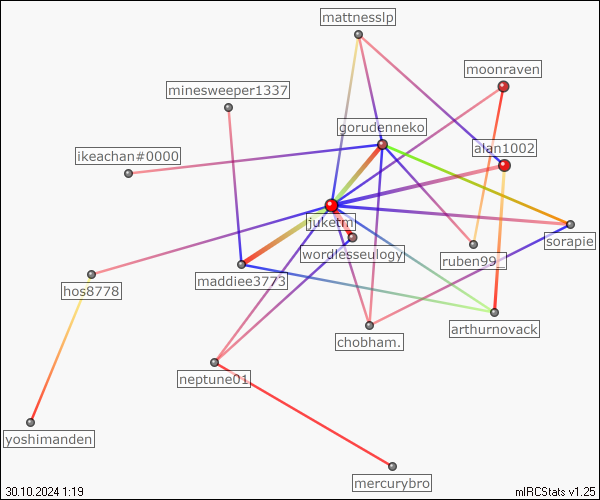 mattnesslp
moonraven
minesweeper1337
gorudenneko
alan1002
ikeachan#0000
juketm
sorapie
wordlesseulogy
ruben99_
maddiee3773
hos8778
arthurnovack
chobham.
neptune01
yoshimanden
mercurybro
30.10.2024 1:19
mIRCStats v1.25